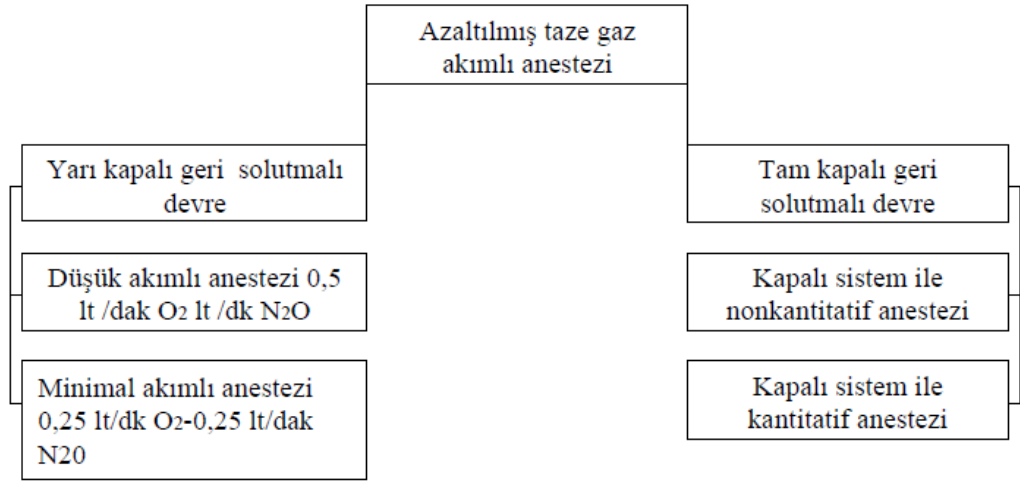 Azaltılmış taze gaz
akımlı anestezi
Yarı kapalı geri solutmalı
devre
Düşük akımlı anestezi 0,5
lt /dak O2 lt /dk N2O
Minimal akımlı anestezi
0,25 lt/dk O2-0,25 lt/dak
N20
Tam kapalı geri
solutmalı devre
Kapalı sistem ile
nonkantitatif anestezi
Kapalı sistem ile
kantitatif anestezi